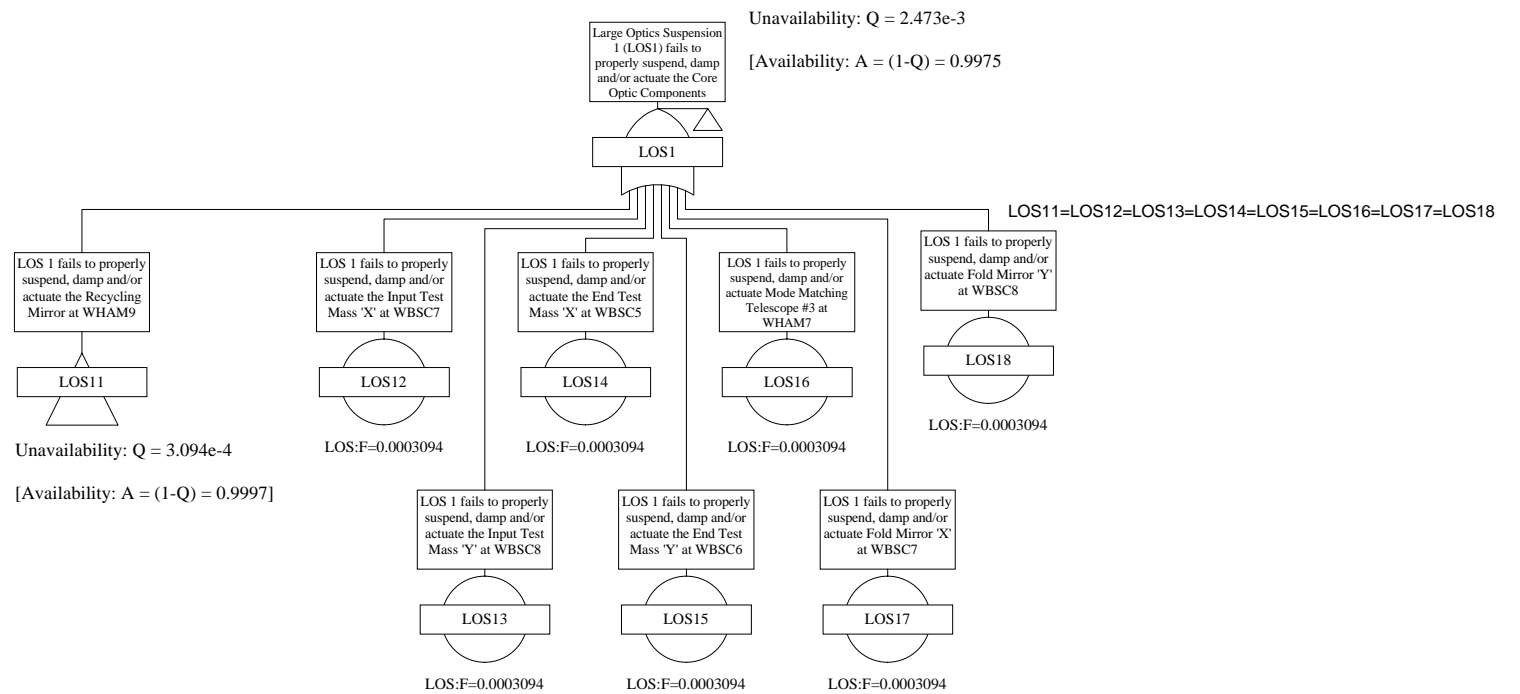 Large Optics Suspension
1 (LOS1) fails to
properly suspend, damp
and/or actuate the Core
Optic Components
Unavailability: Q = 2.473e-3
[Availability: A = (1-Q) = 0.9975
LOS1
LOS11=LOS12=LOS13=LOS14=LOS15=LOS16=LOS17=LOS18
LOS 1 fails to properly
suspend, damp and/or
actuate the Recycling
Mirror at WHAM9
LOS11
Unavailability: Q = 3.094e-4
[Availability: A = (1-Q) = 0.9997]
LOS 1 fails to properly
suspend, damp and/or
actuate the Input Test
Mass 'X' at WBSC7
LOS12
LOS:F=0.0003094
LOS 1 fails to properly
suspend, damp and/or
actuate the End Test
Mass 'X' at WBSC5
LOS14
LOS:F=0.0003094
LOS 1 fails to properly
suspend, damp and/or
actuate Mode Matching
Telescope #3 at
WHAM7
LOS16
LOS:F=0.0003094
LOS 1 fails to properly
suspend, damp and/or
actuate Fold Mirror 'Y'
at WBSC8
LOS18
LOS:F=0.0003094
LOS 1 fails to properly
suspend, damp and/or
actuate the Input Test
Mass 'Y' at WBSC8
LOS13
LOS:F=0.0003094
LOS 1 fails to properly
suspend, damp and/or
actuate the End Test
Mass 'Y' at WBSC6
LOS15
LOS:F=0.0003094
LOS 1 fails to properly
suspend, damp and/or
actuate Fold Mirror 'X'
at WBSC7
LOS17
LOS:F=0.0003094